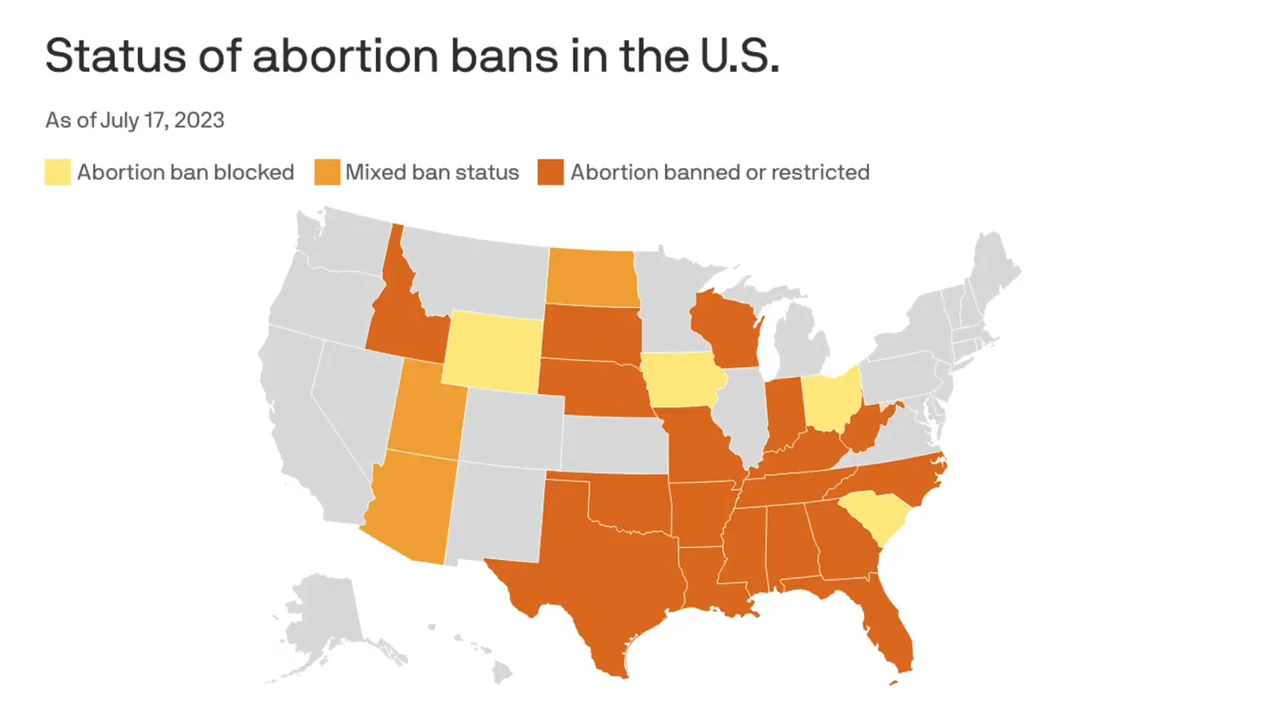 Status of abortion bans in the U.S.
As of July 17, 2023
Abortion ban blocked Mixed ban status Abortion banned or restricted